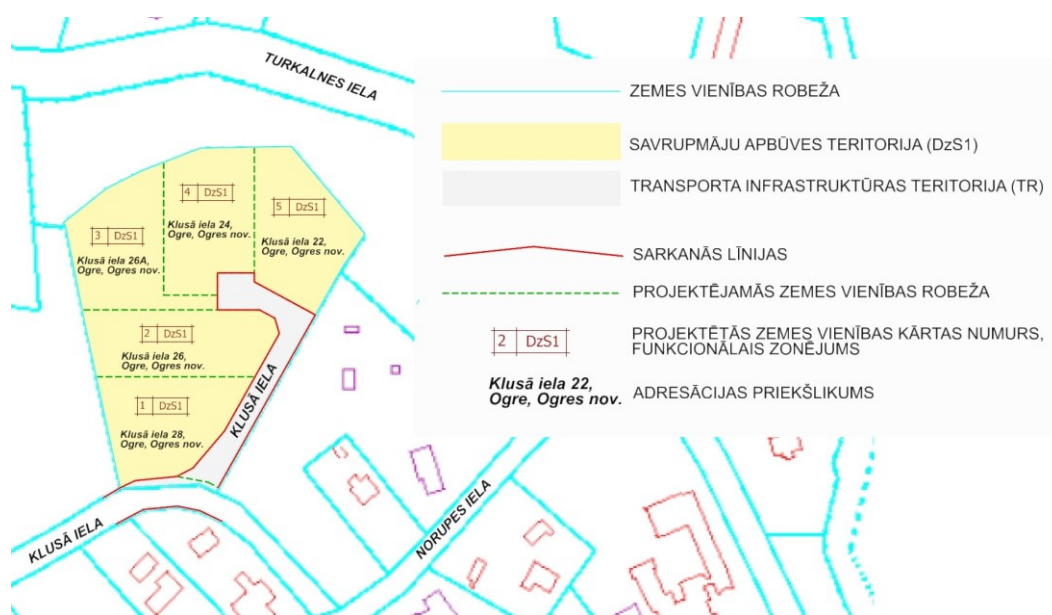 TURKALNES IELA
ZEMES VIENĪBAS ROBEŽA
SAVRUPMĀJU APBŪVES TERITORIJA (DzS1)
TRANSPORTA INFRASTRUKTŪRAS TERITORIJA (TR)
SARKANĀS LĪNIJAS
PROJEKTĒJAMĀS ZEMES VIENĪBAS ROBEŽA
2 DzS1
PROJEKTĒTĀS ZEMES VIENĪBAS KĀRTAS NUMURS,
FUNKCIONĀLAIS ZONĒJUMS
Klusā iela 22,
Ogre, Ogres nov.
ADRESĀCIJAS PRIEKŠLIKUMS
4 DzS1
Klusā iela 24,
Ogre, Ogres nov.
5 DzS1
Klusā iela 22,
Ogre, Ogres nov.
3 DzS1
Klusā iela 26A,
Ogre, Ogres nov.
2 DzS1
Klusā iela 26,
Ogre, Ogres nov.
1 DzS1
Klusā iela 28,
Ogre, Ogres nov.
KLUSĀ IELA
KLUSĀ IELA
NORUPES IELA